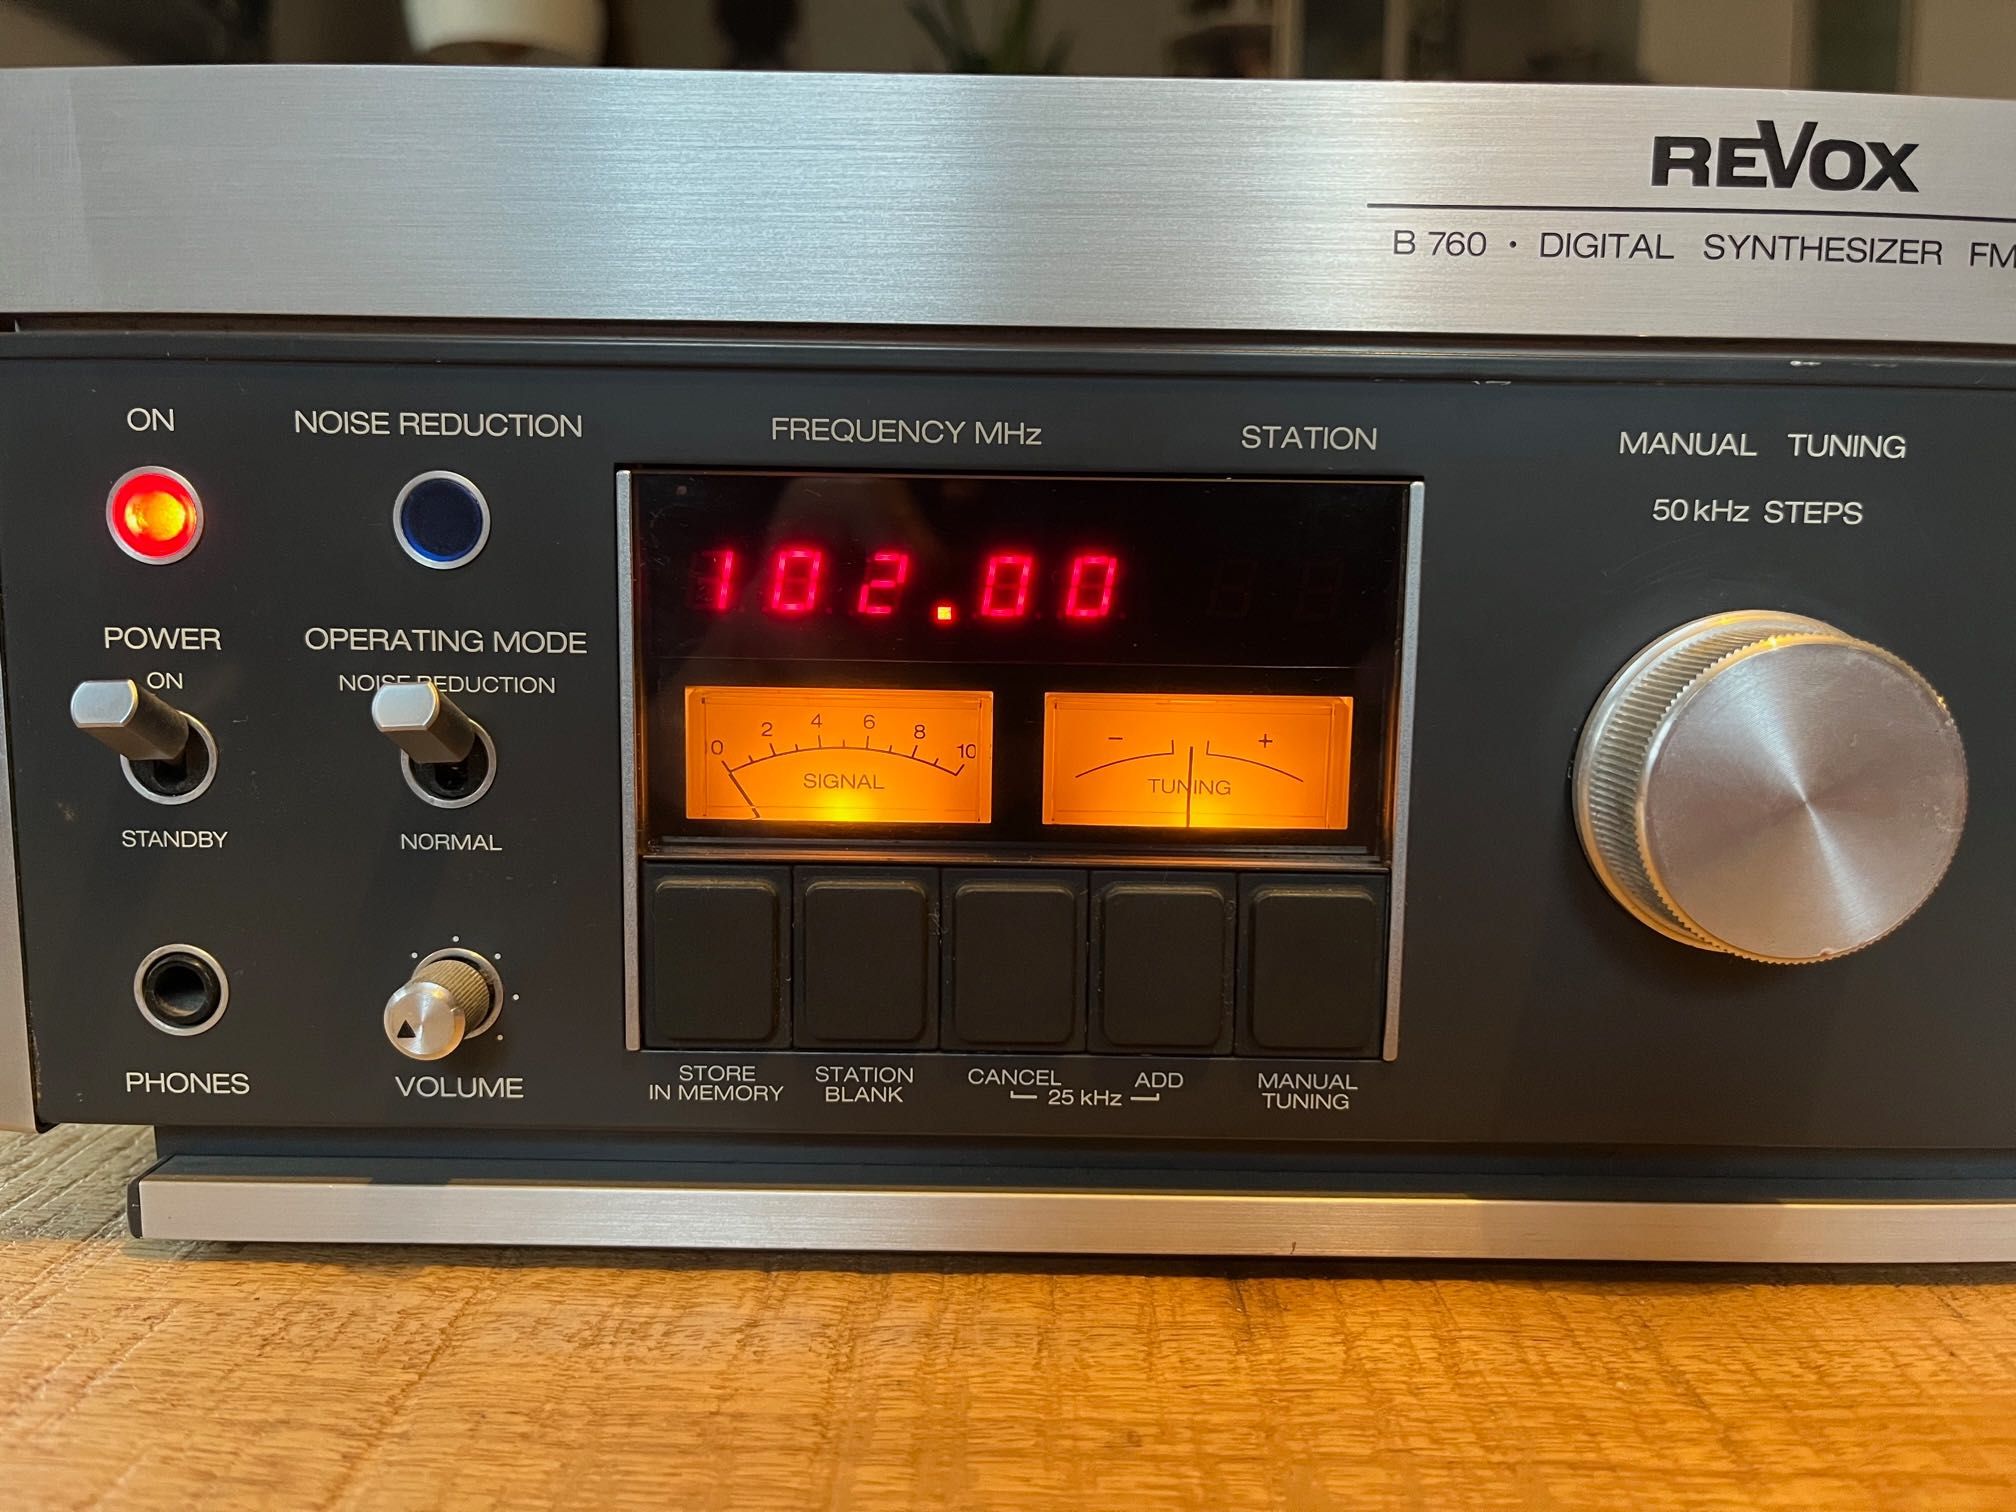 REVOX
B 760 • DIGITAL SYNTHESIZER FM
ON
NOISE REDUCTION
FREQUENCY MHz
STATION
MANUAL TUNING
50 kHz STEPS
102.00
POWER
ON
STANDBY
OPERATING MODE
NOISE REDUCTION
NORMAL
0 2 4 6 8 10
SIGNAL
− +
TUNING
PHONES
VOLUME
STORE
IN MEMORY
STATION
BLANK
CANCEL ADD
25 kHz
MANUAL
TUNING